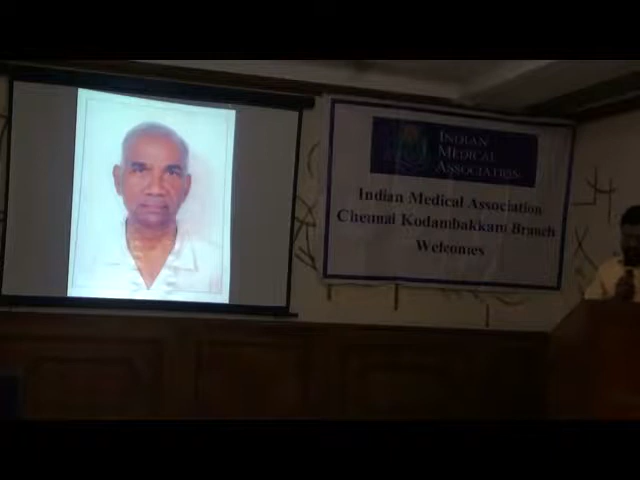 INDIAN
MEDICAL
ASSOCIATION
Indian Medical Association
Chennai Kodambakkam Branch
Welcomes